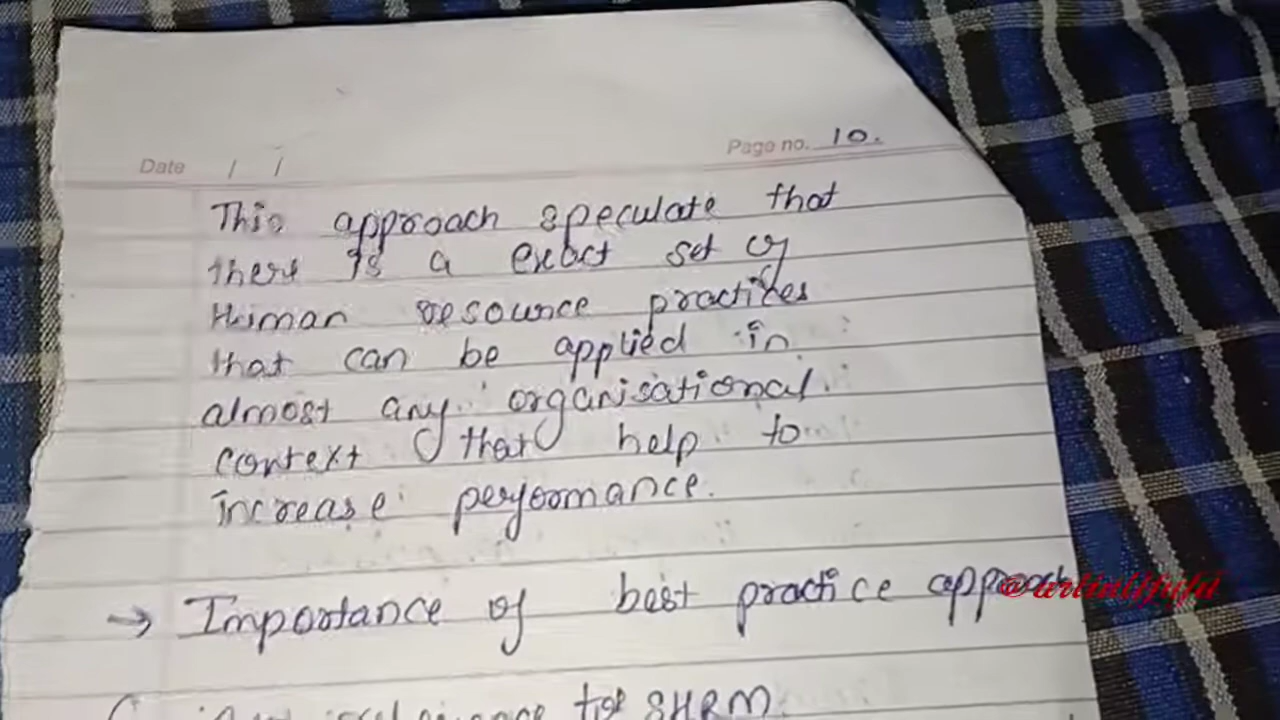 Date / /
Page no. 10.
This approach speculate that
there is a exact set of
Human resource practices
that can be applied in
almost any organisational
context that help to
increase performance.
→ Importance of best practice approach
SHRM